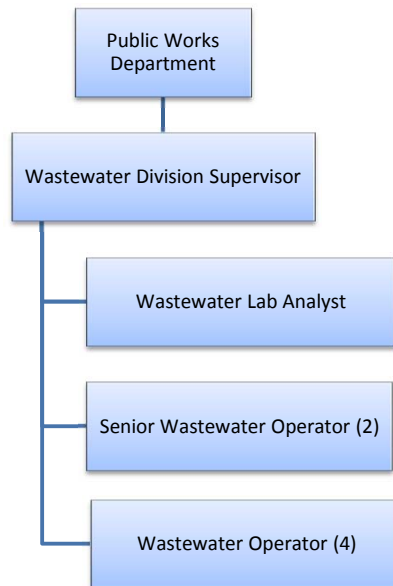 Public Works
Department
Wastewater Division Supervisor
Wastewater Lab Analyst
Senior Wastewater Operator (2)
Wastewater Operator (4)